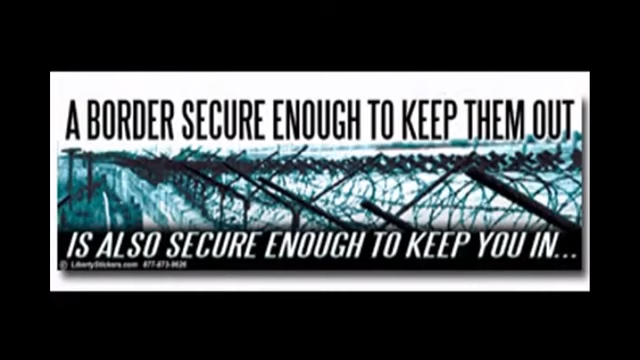 A BORDER SECURE ENOUGH TO KEEP THEM OUT
IS ALSO SECURE ENOUGH TO KEEP YOU IN...
© LibertyStickers.com 877-873-9626